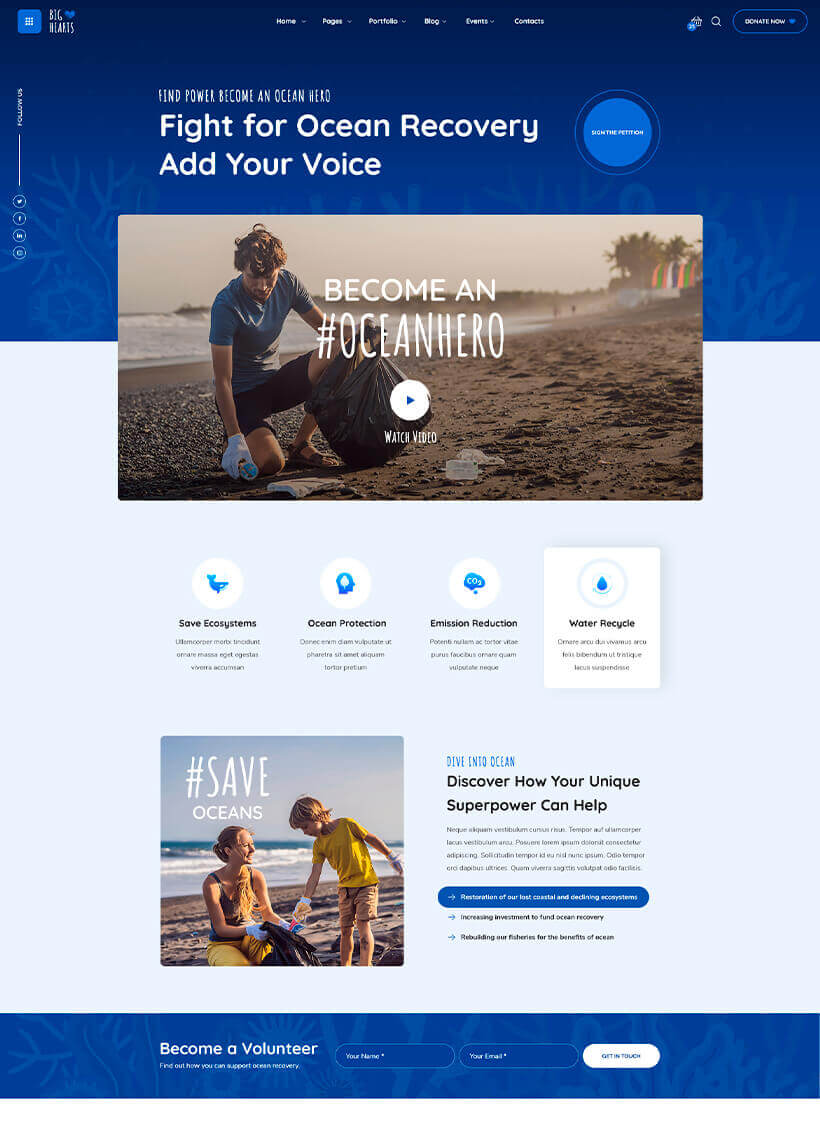 BIG
HEARTS
Home
Pages
Portfolio
Blog
Events
Contacts
DONATE NOW
FOLLOW US
FIND POWER BECOME AN OCEAN HERO
Fight for Ocean Recovery
Add Your Voice
SIGN THE PETITION
BECOME AN
#OCEANHERO
WATCH VIDEO
Save Ecosystems
Ullamcorper morbi tincidunt
ornare massa eget egestas
viverra accumsan
Ocean Protection
Donec enim diam vulputate ut
pharetra sit amet aliquam
tortor pretium
CO2
Emission Reduction
Potenti nullam ac tortor vitae
purus faucibus ornare quam
vulputate neque
Water Recycle
Ornare arcu dui vivamus arcu
felis bibendum ut tristique
lacus suspendisse
#SAVE
OCEANS
DIVE INTO OCEAN
Discover How Your Unique
Superpower Can Help
Neque aliquam vestibulum cursus risus. Tempor auf ullamcorper
lacus vestibulum arcu. Posuere lorem ipsum dolorsit consectetur
adipiscing. Sollicitudin tempor id eu nisl nunc ipsum. Odio tempor
orci dapibus ultrices. Quam viverra sagittis volutpat odio facilisis.
Restoration of our lost coastal and declining ecosystems
Increasing investment to fund ocean recovery
Rebuilding our fisheries for the benefits of ocean
Become a Volunteer
Find out how you can support ocean recovery.
Your Name *
Your Email *
GET IN TOUCH